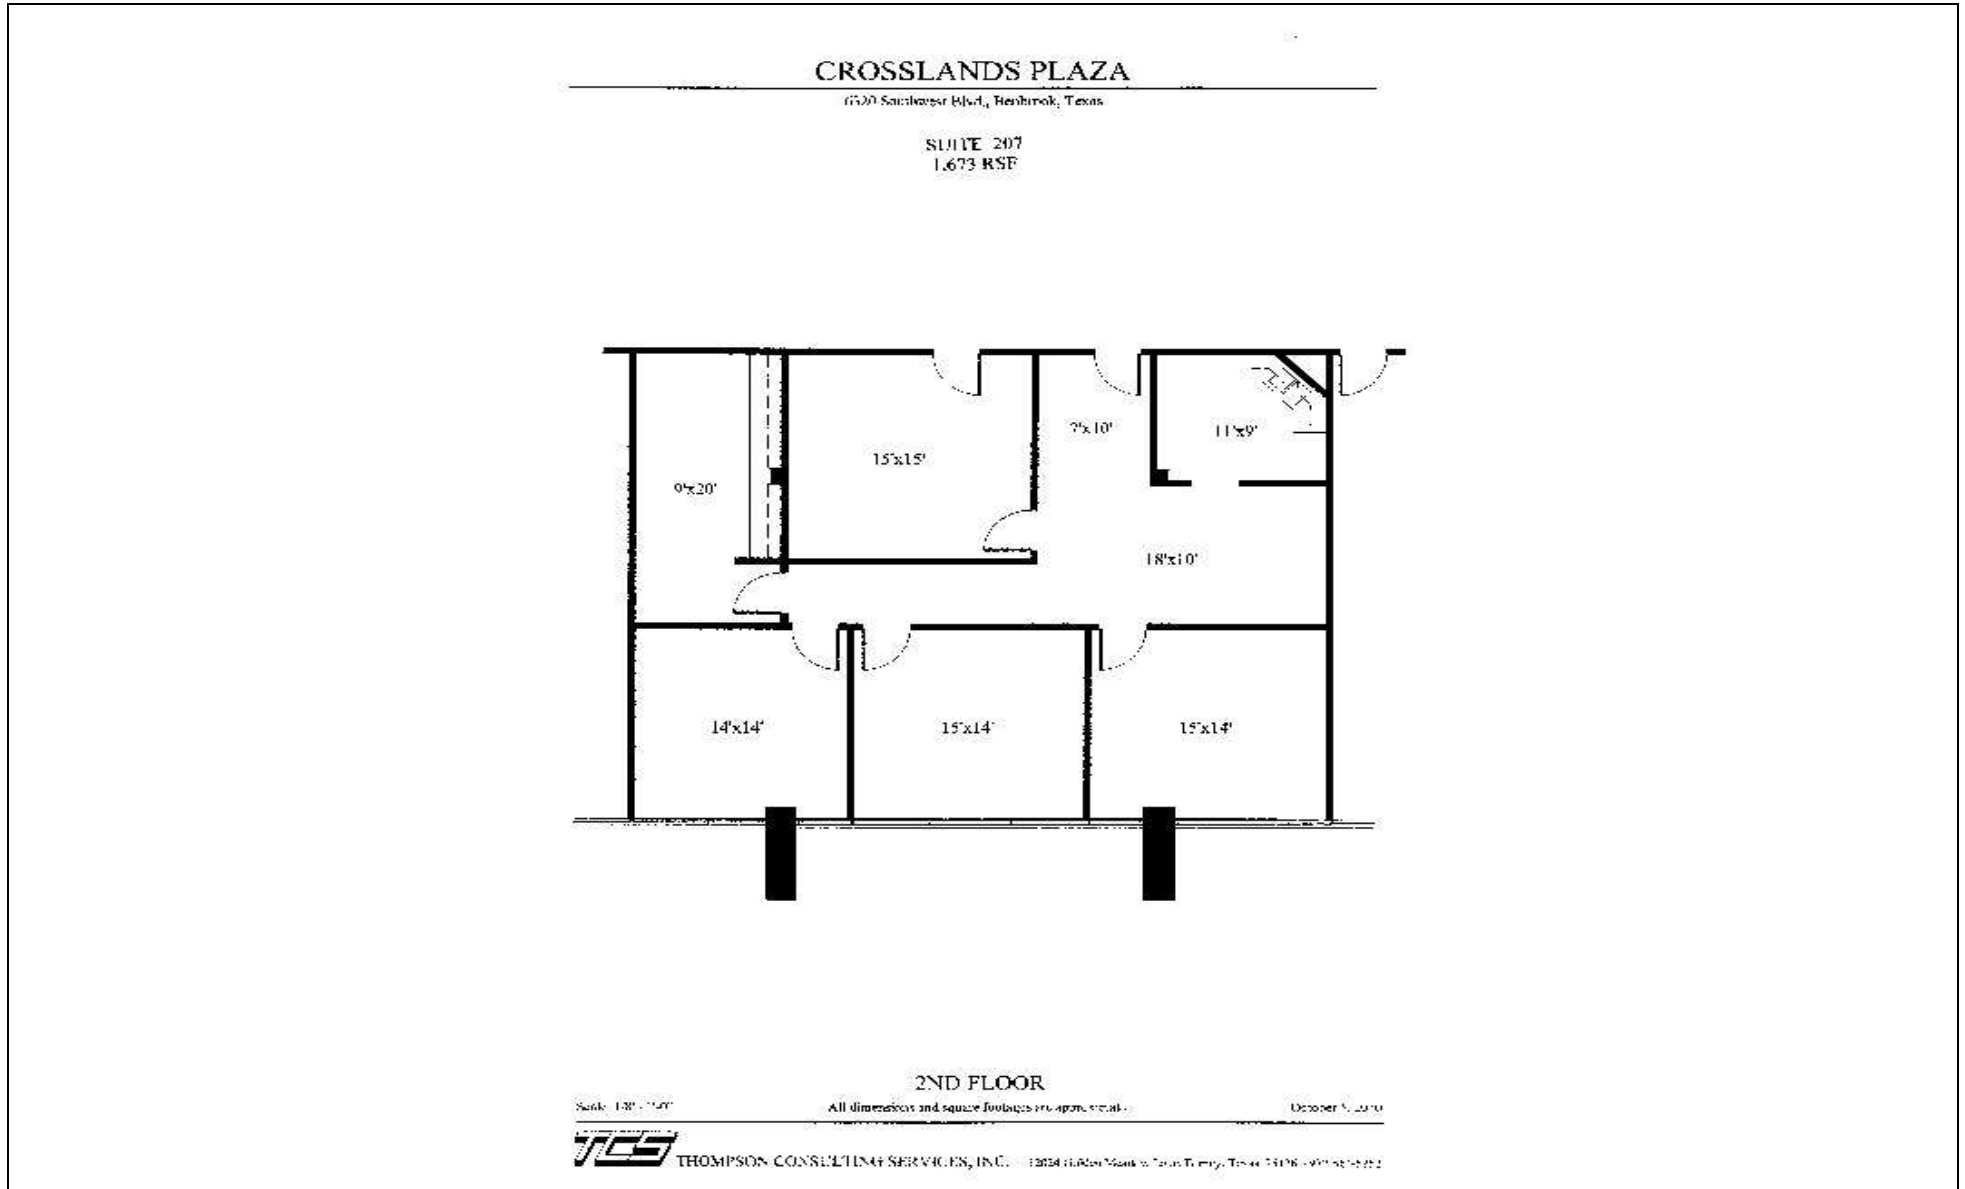 CROSSLANDS PLAZA
6320 Southwest Blvd., Benbrook, Texas
SUITE 207
1,673 RSF
7'x10'
11'x9'
15'x15'
9'x20'
18'x10'
14'x14'
15'x14'
15'x14'
2ND FLOOR
All dimensions and square footages are approximate
October
TCS
THOMPSON CONSULTING SERVICES, INC.